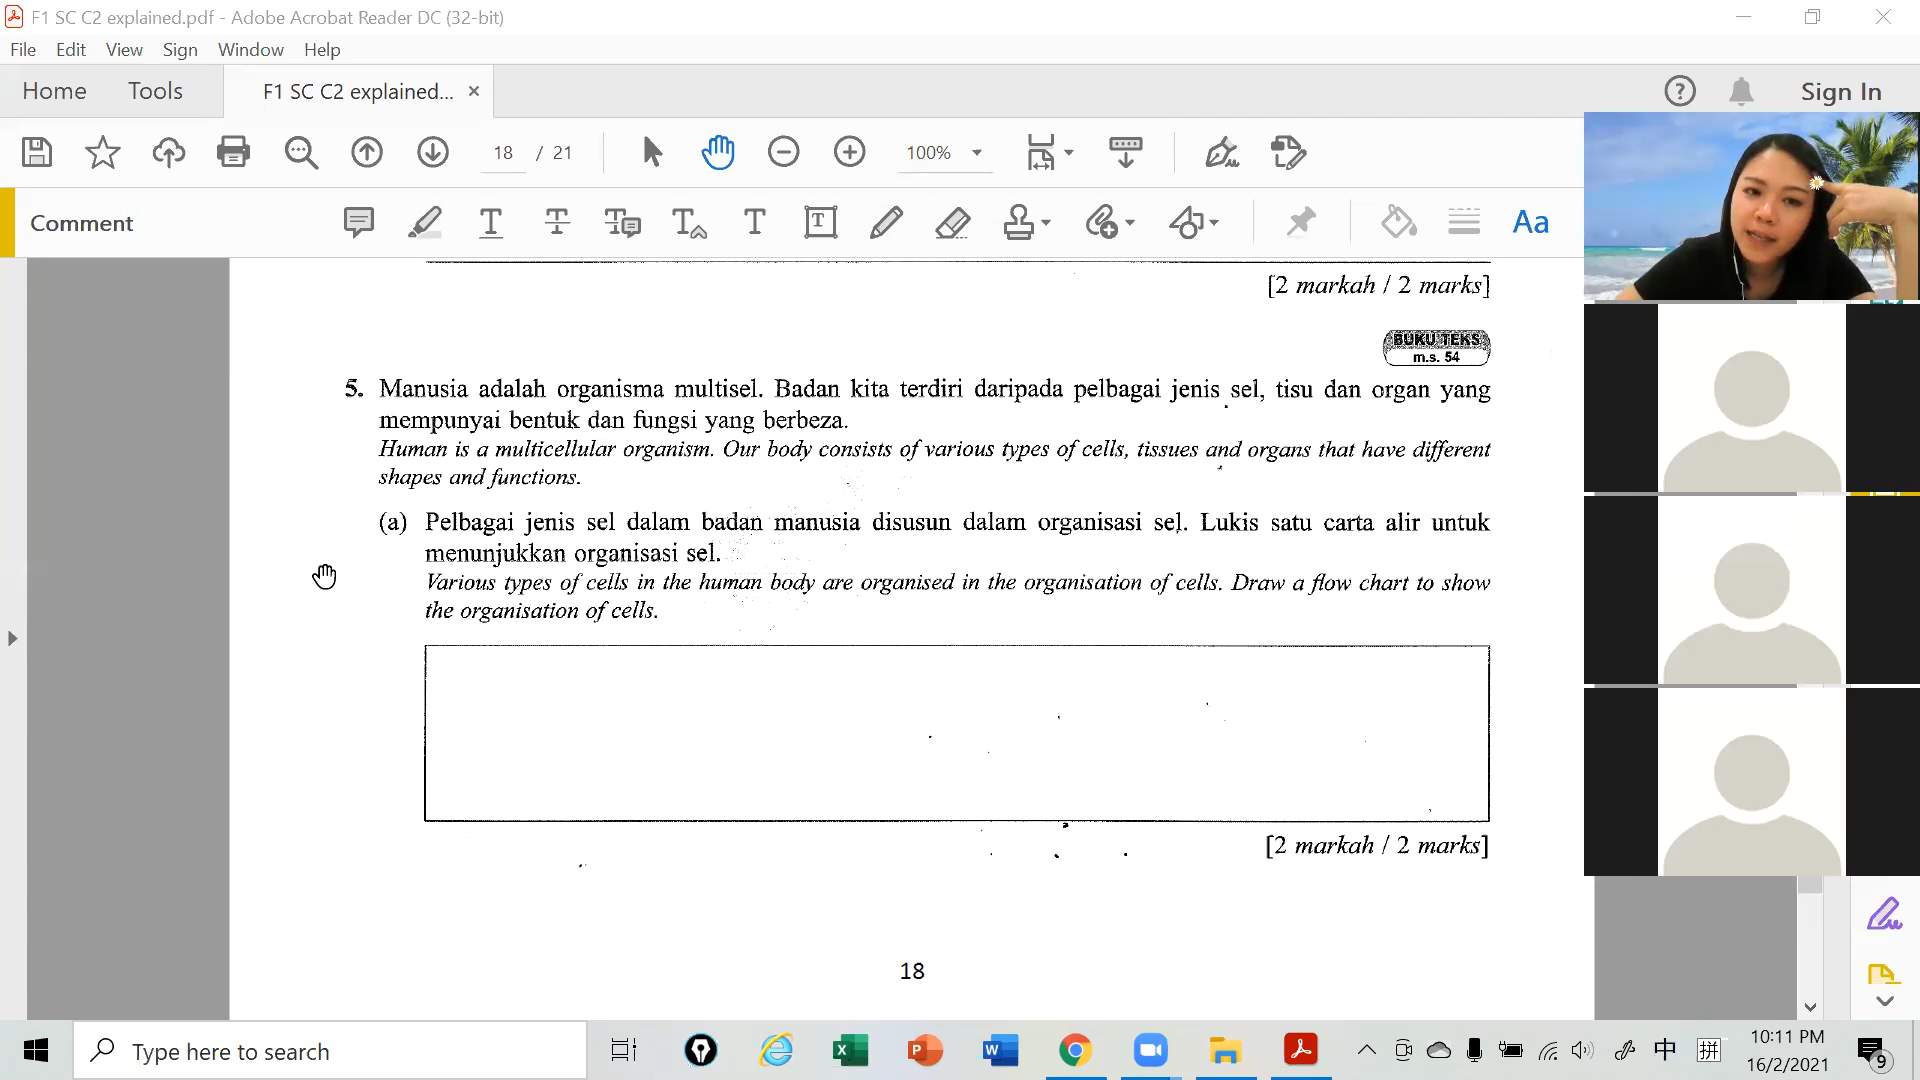 F1 SC C2 explained.pdf - Adobe Acrobat Reader DC (32-bit)
File Edit View Sign Window Help
Home Tools F1 SC C2 explained... × Sign In
18 / 21 100%
Comment Aa
[2 markah / 2 marks]
BUKU TEKS
m.s. 54
5. Manusia adalah organisma multisel. Badan kita terdiri daripada pelbagai jenis sel, tisu dan organ yang
mempunyai bentuk dan fungsi yang berbeza.
Human is a multicellular organism. Our body consists of various types of cells, tissues and organs that have different
shapes and functions.
(a) Pelbagai jenis sel dalam badan manusia disusun dalam organisasi sel. Lukis satu carta alir untuk
menunjukkan organisasi sel.
Various types of cells in the human body are organised in the organisation of cells. Draw a flow chart to show
the organisation of cells.
[2 markah / 2 marks]
18
Type here to search
中 拼
10:11 PM
16/2/2021
9